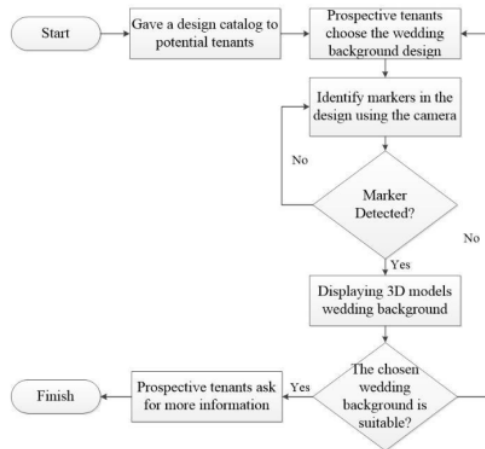 Start
Gave a design catalog to
potential tenants
Prospective tenants
choose the wedding
background design
Identify markers in the
design using the camera
No
Marker
Detected?
No
Yes
Displaying 3D models
wedding background
The chosen
wedding
background is
suitable?
Yes
Prospective tenants ask
for more information
Finish